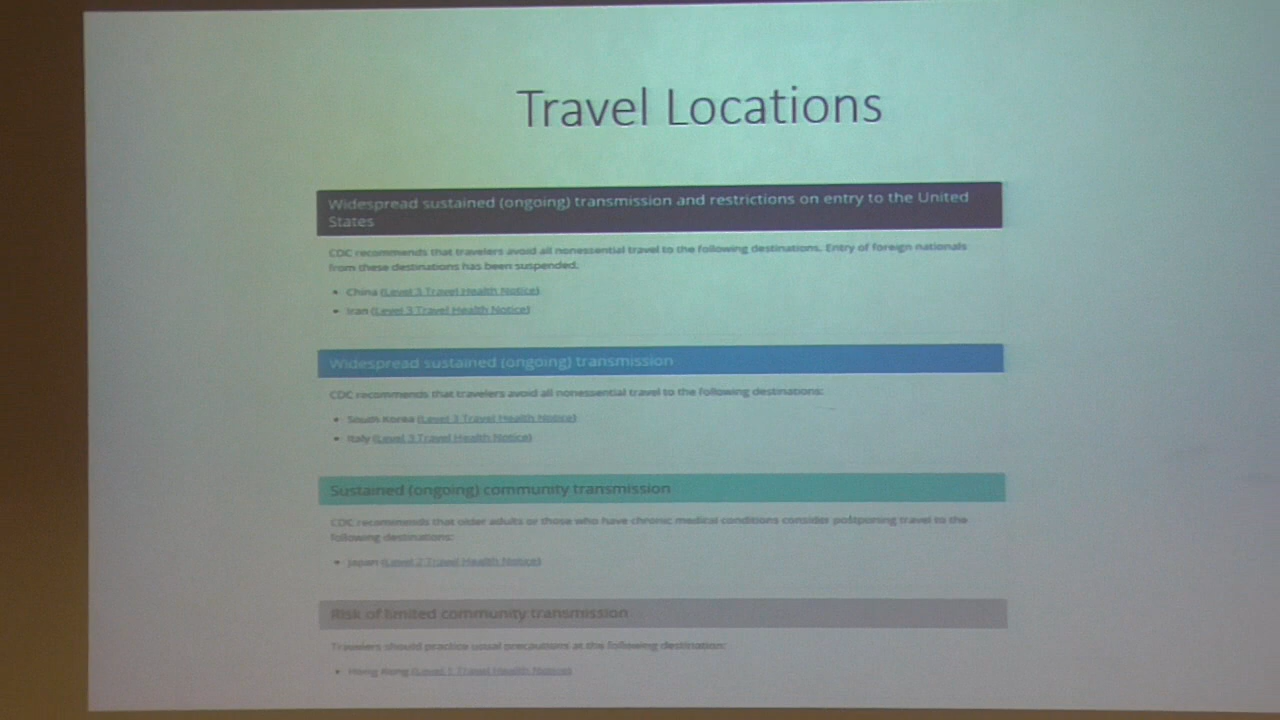 Travel Locations
Widespread sustained (ongoing) transmission and restrictions on entry to the United
States
CDC recommends that travelers avoid all nonessential travel to the following destinations. Entry of foreign nationals
from these destinations has been suspended.
• China (Level 3 Travel Health Notice)
• Iran (Level 3 Travel Health Notice)
Widespread sustained (ongoing) transmission
CDC recommends that travelers avoid all nonessential travel to the following destinations:
• South Korea (Level 3 Travel Health Notice)
• Italy (Level 3 Travel Health Notice)
Sustained (ongoing) community transmission
CDC recommends that older adults or those who have chronic medical conditions consider postponing travel to the
following destinations:
• Japan (Level 2 Travel Health Notice)
Risk of limited community transmission
Travelers should practice usual precautions at the following destination:
• Hong Kong (Level 1 Travel Health Notice)